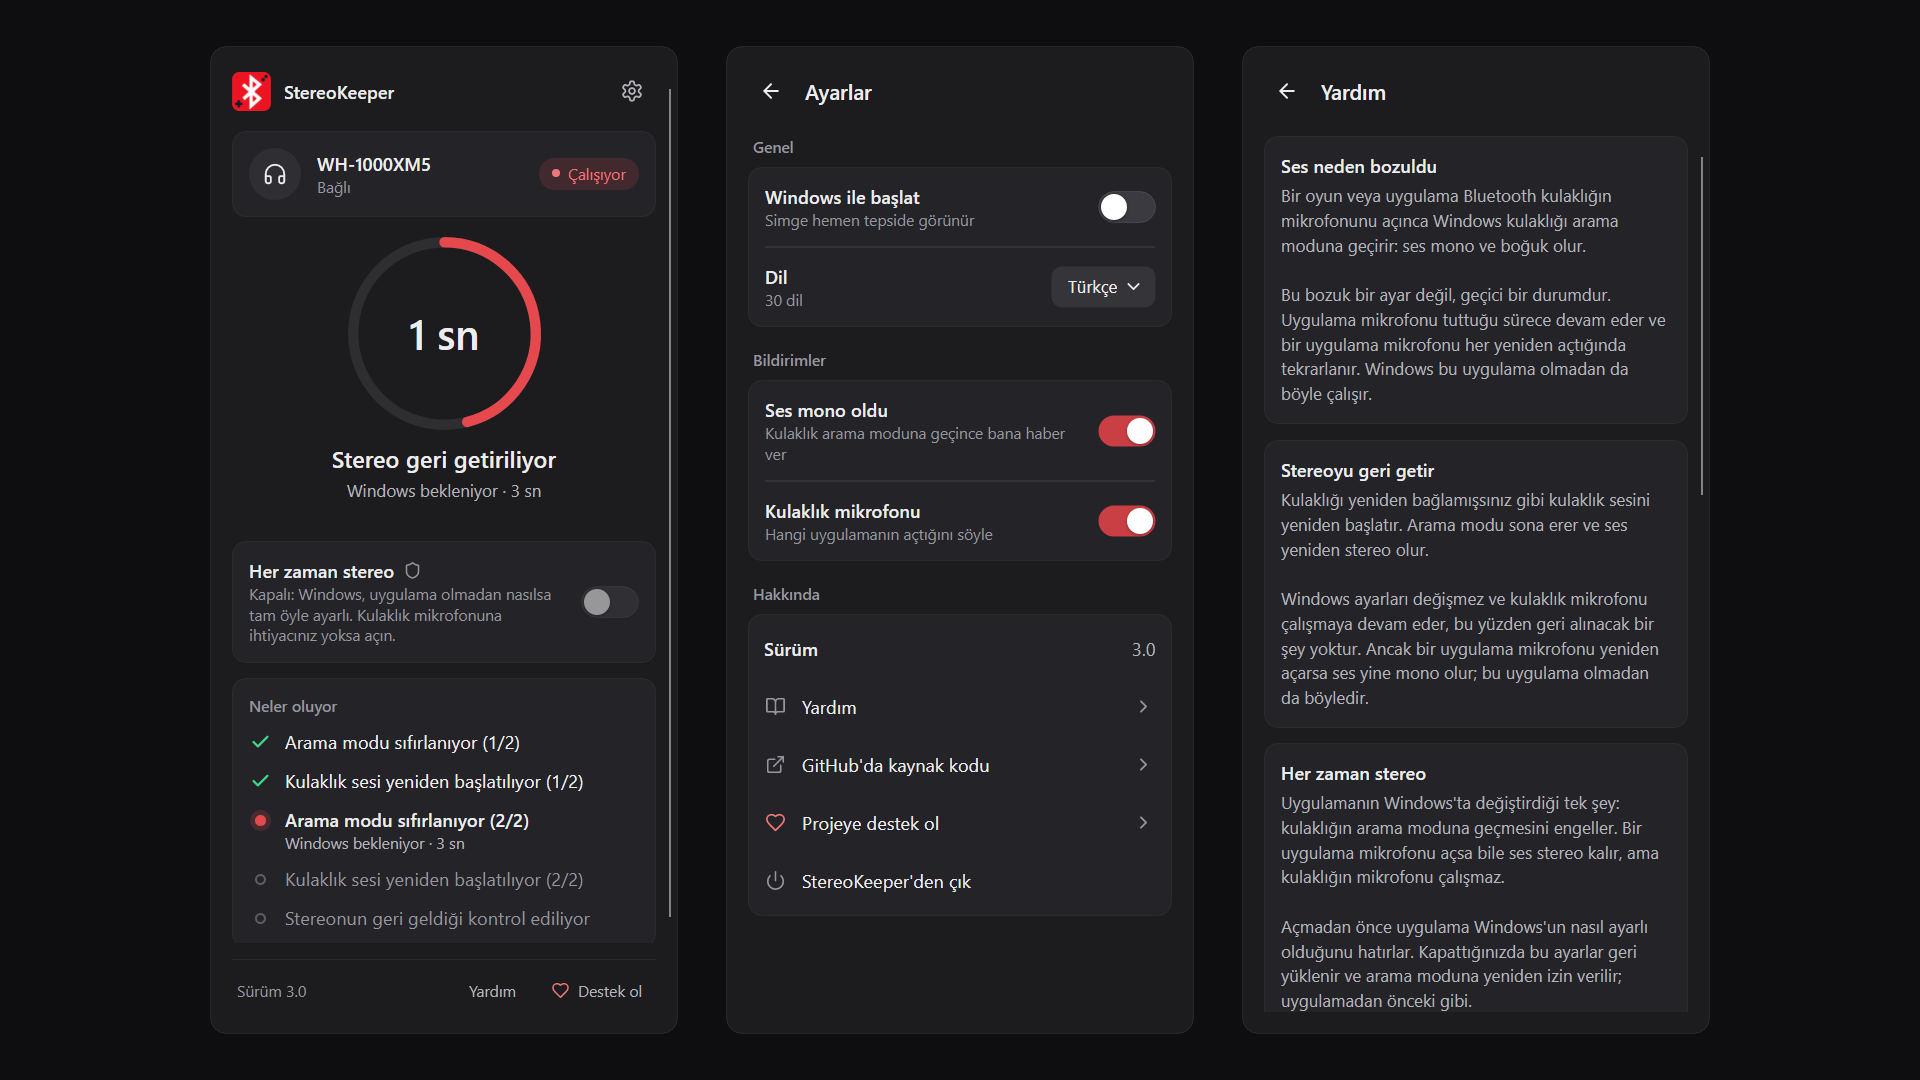 StereoKeeper
WH-1000XM5
Bağlı
Çalışıyor
1 sn
Stereo geri getiriliyor
Windows bekleniyor · 3 sn
Her zaman stereo
Kapalı: Windows, uygulama olmadan nasılsa
tam öyle ayarlı. Kulaklık mikrofonuna
ihtiyacınız yoksa açın.
Neler oluyor
Arama modu sıfırlanıyor (1/2)
Kulaklık sesi yeniden başlatılıyor (1/2)
Arama modu sıfırlanıyor (2/2)
Windows bekleniyor · 3 sn
Kulaklık sesi yeniden başlatılıyor (2/2)
Stereonun geri geldiği kontrol ediliyor
Sürüm 3.0
Yardım
Destek ol
Ayarlar
Genel
Windows ile başlat
Simge hemen tepside görünür
Dil
30 dil
Türkçe
Bildirimler
Ses mono oldu
Kulaklık arama moduna geçince bana haber
ver
Kulaklık mikrofonu
Hangi uygulamanın açtığını söyle
Hakkında
Sürüm
3.0
Yardım
GitHub'da kaynak kodu
Projeye destek ol
StereoKeeper'den çık
Yardım
Ses neden bozuldu
Bir oyun veya uygulama Bluetooth kulaklığın
mikrofonunu açınca Windows kulaklığı arama
moduna geçirir: ses mono ve boğuk olur.
Bu bozuk bir ayar değil, geçici bir durumdur.
Uygulama mikrofonu tuttuğu sürece devam eder ve
bir uygulama mikrofonu her yeniden açtığında
tekrarlanır. Windows bu uygulama olmadan da
böyle çalışır.
Stereoyu geri getir
Kulaklığı yeniden bağlamışsınız gibi kulaklık sesini
yeniden başlatır. Arama modu sona erer ve ses
yeniden stereo olur.
Windows ayarları değişmez ve kulaklık mikrofonu
çalışmaya devam eder, bu yüzden geri alınacak bir
şey yoktur. Ancak bir uygulama mikrofonu yeniden
açarsa ses yine mono olur; bu uygulama olmadan
da böyledir.
Her zaman stereo
Uygulamanın Windows'ta değiştirdiği tek şey:
kulaklığın arama moduna geçmesini engeller. Bir
uygulama mikrofonu açsa bile ses stereo kalır, ama
kulaklığın mikrofonu çalışmaz.
Açmadan önce uygulama Windows'un nasıl ayarlı
olduğunu hatırlar. Kapattığınızda bu ayarlar geri
yüklenir ve arama moduna yeniden izin verilir;
uygulamadan önceki gibi.